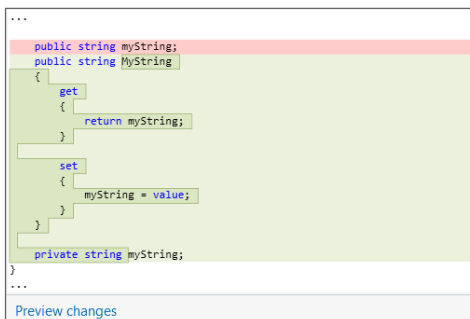 ...
public string myString;
public string MyString
{
get
{
return myString;
}
set
{
myString = value;
}
}
private string myString;
}
...
Preview changes